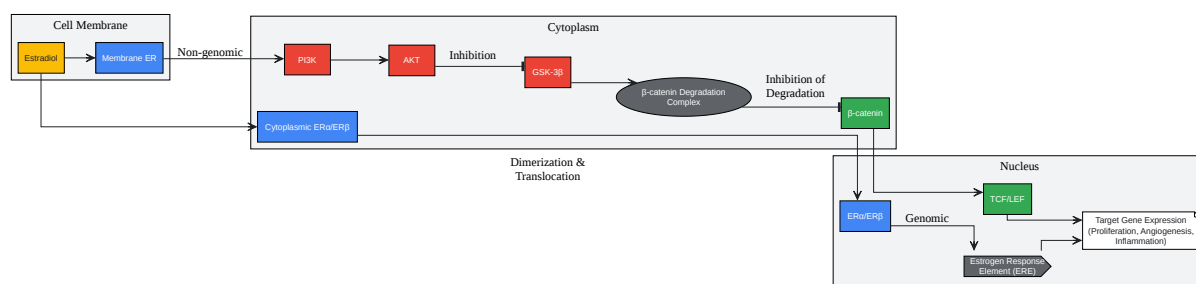 Cell Membrane
Estradiol
Membrane ER
Non-genomic
Cytoplasm
PI3K
AKT
Inhibition
GSK-3β
β-catenin Degradation
Complex
Inhibition of
Degradation
β-catenin
Cytoplasmic ERα/ERβ
Dimerization &
Translocation
Nucleus
ERα/ERβ
Genomic
TCF/LEF
Estrogen Response
Element (ERE)
Target Gene Expression
(Proliferation, Angiogenesis,
Inflammation)